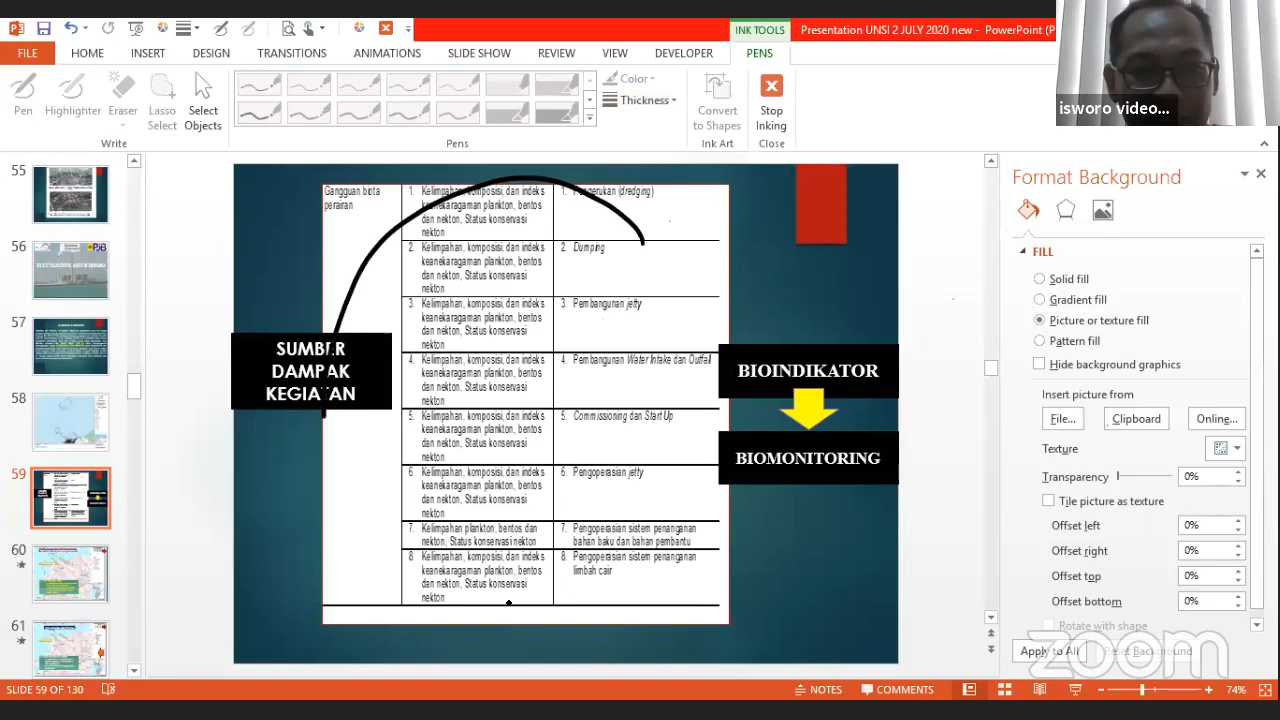 INK TOOLS
Presentation UNSI 2 JULY 2020 new - PowerPoint (P
FILE HOME INSERT DESIGN TRANSITIONS ANIMATIONS SLIDE SHOW REVIEW VIEW DEVELOPER PENS
Pen
Highlighter
Eraser
Lasso
Select
Select
Objects
Color
Thickness
Convert
to Shapes
Stop
Inking
Write
Pens
Ink Art
Close
isworo video...
55
56
57
58
59
60
61
Gangguan biota
perairan
1. Kelimpahan, komposisi, dan indeks
keanekaragaman plankton, bentos
dan nekton, Status konservasi
nekton
1. Pengerukan (dredging)
2. Kelimpahan, komposisi, dan indeks
keanekaragaman plankton, bentos
dan nekton, Status konservasi
nekton
2. Dumping
3. Kelimpahan, komposisi, dan indeks
keanekaragaman plankton, bentos
dan nekton, Status konservasi
nekton
3. Pembangunan jetty
4. Kelimpahan, komposisi, dan indeks
keanekaragaman plankton, bentos
dan nekton, Status konservasi
nekton
4. Pembangunan Water Intake dan Outfall
5. Kelimpahan, komposisi, dan indeks
keanekaragaman plankton, bentos
dan nekton, Status konservasi
nekton
5. Commissioning dan Start Up
6. Kelimpahan, komposisi, dan indeks
keanekaragaman plankton, bentos
dan nekton, Status konservasi
nekton
6. Pengoperasian jetty
7. Kelimpahan plankton, bentos dan
nekton, Status konservasi nekton
7. Pengoperasian sistem penanganan
bahan baku dan bahan pembantu
8. Kelimpahan, komposisi, dan indeks
keanekaragaman plankton, bentos
dan nekton, Status konservasi
nekton
8. Pengoperasian sistem penanganan
limbah cair
SUMBER
DAMPAK
KEGIATAN
BIOINDIKATOR
BIOMONITORING
Format Background
FILL
Solid fill
Gradient fill
Picture or texture fill
Pattern fill
Hide background graphics
Insert picture from
File... Clipboard Online...
Texture
Transparency 0%
Tile picture as texture
Offset left 0%
Offset right 0%
Offset top 0%
Offset bottom 0%
Rotate with shape
Apply to All Reset Background
zoom
SLIDE 59 OF 130
NOTES COMMENTS 74%